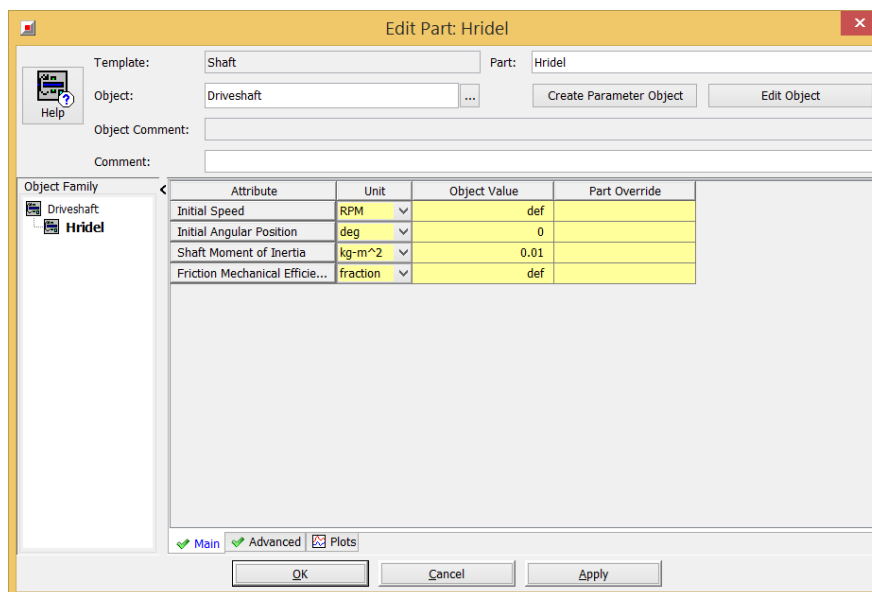 Edit Part: Hridel
Template: Shaft Part: Hridel
Help
Object: Driveshaft ... Create Parameter Object Edit Object
Object Comment:
Comment:
Object Family
Driveshaft
Hridel
Attribute Unit Object Value Part Override
Initial Speed RPM def
Initial Angular Position deg 0
Shaft Moment of Inertia kg-m^2 0.01
Friction Mechanical Efficie... fraction def
Main Advanced Plots
OK Cancel Apply